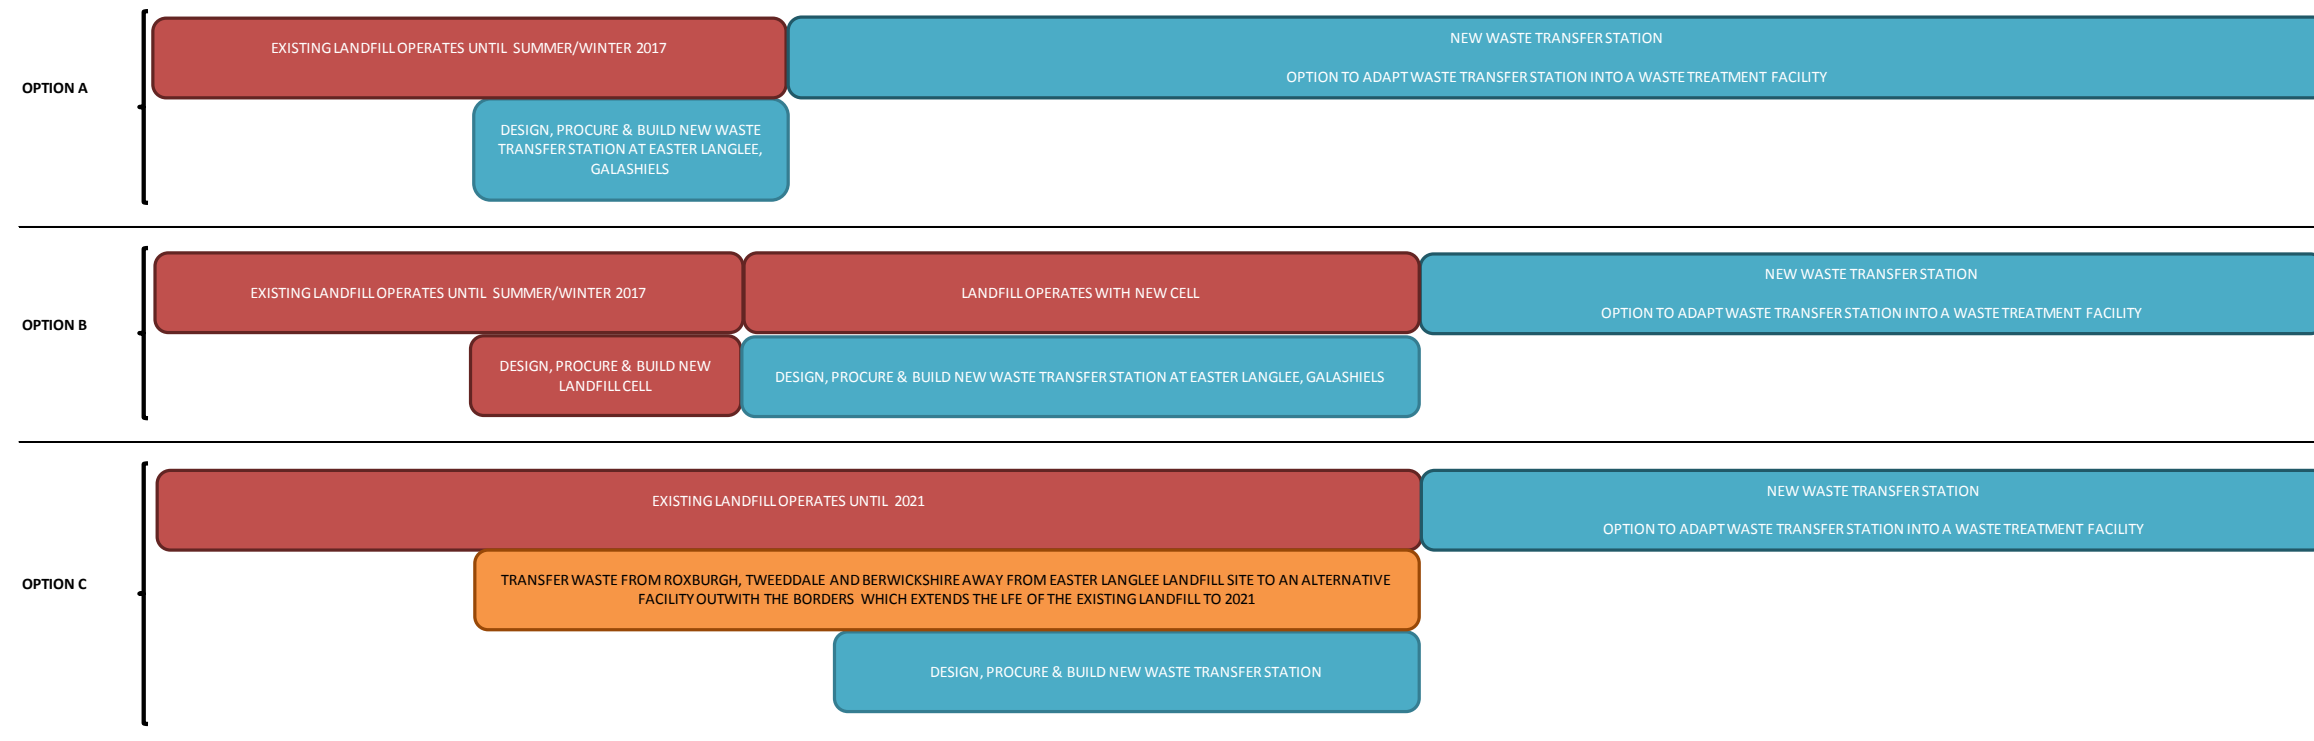 OPTION A
EXISTING LANDFILL OPERATES UNTIL SUMMER/WINTER 2017
NEW WASTE TRANSFER STATION
OPTION TO ADAPT WASTE TRANSFER STATION INTO A WASTE TREATMENT FACILITY
DESIGN, PROCURE & BUILD NEW WASTE
TRANSFER STATION AT EASTER LANGLEE,
GALASHIELS
OPTION B
EXISTING LANDFILL OPERATES UNTIL SUMMER/WINTER 2017
LANDFILL OPERATES WITH NEW CELL
NEW WASTE TRANSFER STATION
OPTION TO ADAPT WASTE TRANSFER STATION INTO A WASTE TREATMENT FACILITY
DESIGN, PROCURE & BUILD NEW
LANDFILL CELL
DESIGN, PROCURE & BUILD NEW WASTE TRANSFER STATION AT EASTER LANGLEE, GALASHIELS
OPTION C
EXISTING LANDFILL OPERATES UNTIL 2021
NEW WASTE TRANSFER STATION
OPTION TO ADAPT WASTE TRANSFER STATION INTO A WASTE TREATMENT FACILITY
TRANSFER WASTE FROM ROXBURGH, TWEEDDALE AND BERWICKSHIRE AWAY FROM EASTER LANGLEE LANDFILL SITE TO AN ALTERNATIVE
FACILITY OUTWITH THE BORDERS WHICH EXTENDS THE LFE OF THE EXISTING LANDFILL TO 2021
DESIGN, PROCURE & BUILD NEW WASTE TRANSFER STATION